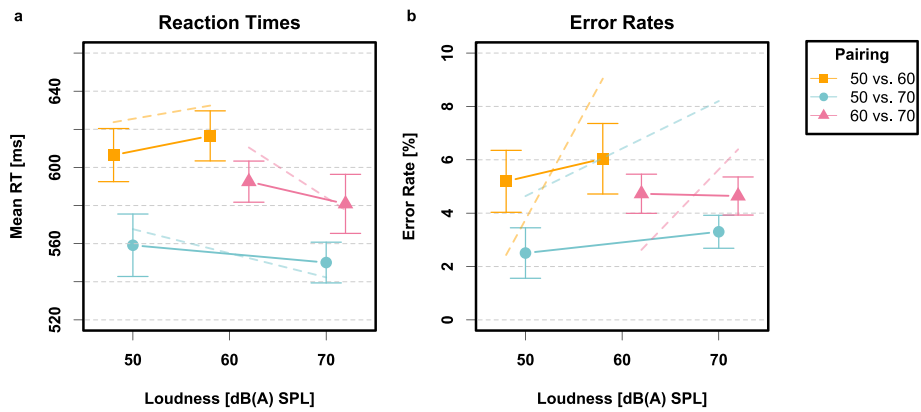 a
Reaction Times
Mean RT [ms]
640
600
560
520
50
60
70
Loudness [dB(A) SPL]
b
Error Rates
Error Rate [%]
10
8
6
4
2
0
50
60
70
Loudness [dB(A) SPL]
Pairing
50 vs. 60
50 vs. 70
60 vs. 70